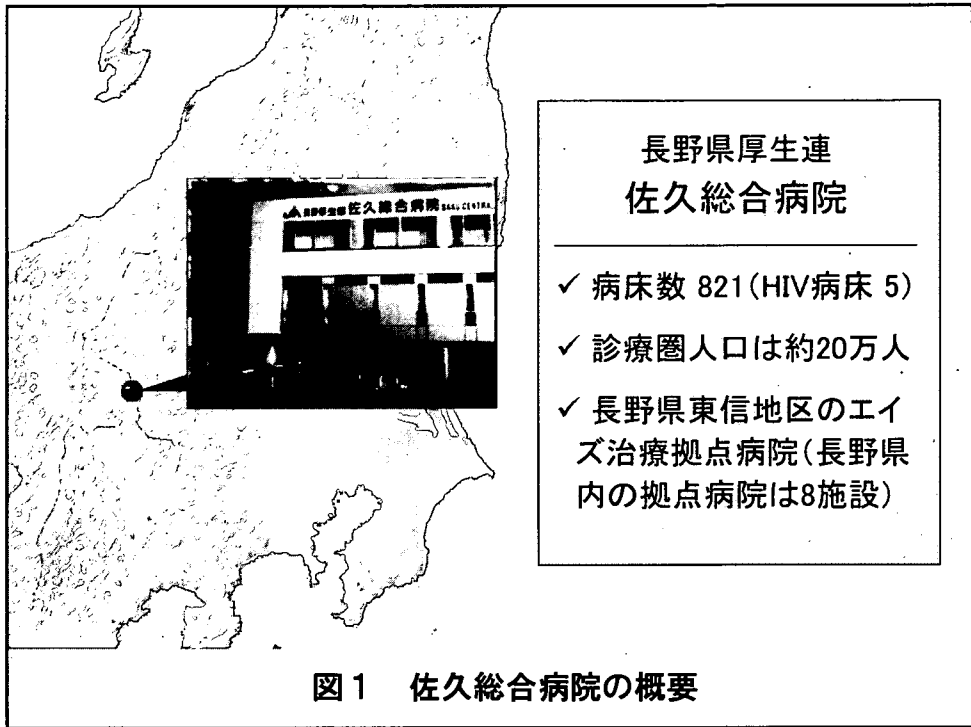 長野県厚生連
佐久総合病院
佐久総合病院
✓ 病床数 821(HIV病床 5)
✓ 診療圏人口は約20万人
✓ 長野県東信地区のエイ
ズ治療拠点病院(長野県
内の拠点病院は8施設)
図1 佐久総合病院の概要